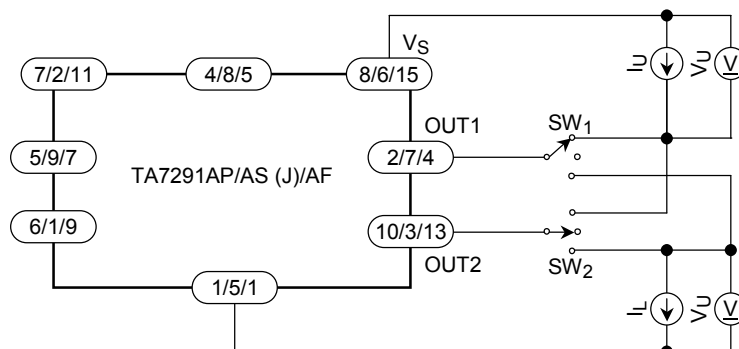 VS
7/2/11
4/8/5
8/6/15
IU
VU
V
OUT1
SW1
5/9/7
TA7291AP/AS (J)/AF
2/7/4
6/1/9
10/3/13
OUT2
SW2
1/5/1
IL
VU
V